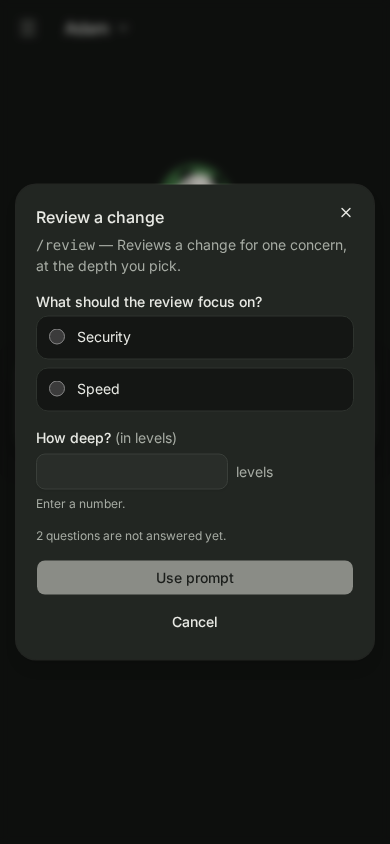 Review a change
/review — Reviews a change for one concern,
at the depth you pick.
What should the review focus on?
Security
Speed
How deep? (in levels)
levels
Enter a number.
2 questions are not answered yet.
Use prompt
Cancel